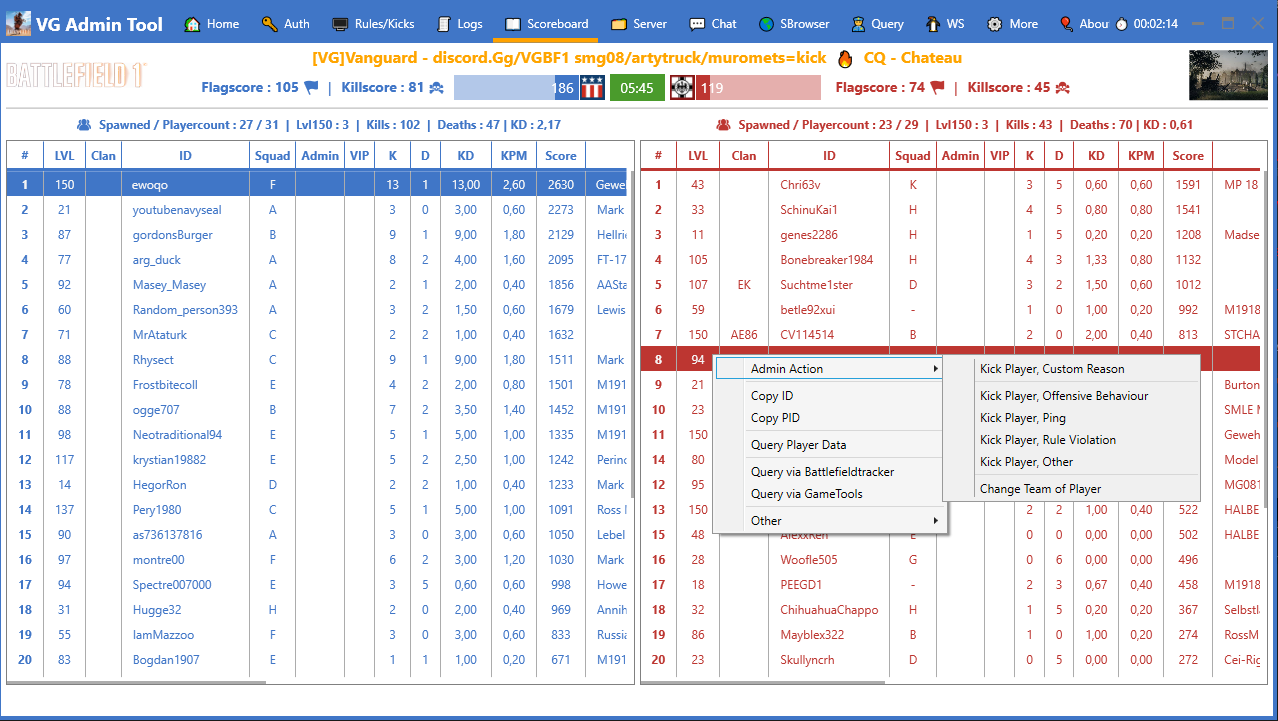 VG Admin Tool Home Auth Rules/Kicks Logs Scoreboard Server Chat SBrowser Query WS More Abou 00:02:14
BATTLEFIELD 1
[VG]Vanguard - discord.Gg/VGBF1 smg08/artytruck/muromets=kick CQ - Chateau
Flagscore : 105 | Killscore : 81 186 05:45 119 Flagscore : 74 | Killscore : 45
Spawned / Playercount : 27 / 31 | Lvl150 : 3 | Kills : 102 | Deaths : 47 | KD : 2,17
# LVL Clan ID Squad Admin VIP K D KD KPM Score
1 150 ewoqo F 13 1 13,00 2,60 2630 Geweh
2 21 youtubenavyseal A 3 0 3,00 0,60 2273 Mark
3 87 gordonsBurger B 9 1 9,00 1,80 2129 Hellrie
4 77 arg_duck A 8 2 4,00 1,60 2095 FT-17
5 92 Masey_Masey A 2 1 2,00 0,40 1856 AASta
6 60 Random_person393 A 3 2 1,50 0,60 1679 Lewis
7 71 MrAtaturk C 2 2 1,00 0,40 1632
8 88 Rhysect C 9 1 9,00 1,80 1511 Mark
9 78 Frostbitecoll E 4 2 2,00 0,80 1501 M191
10 88 ogge707 B 7 2 3,50 1,40 1452 M191
11 98 Neotraditional94 E 5 1 5,00 1,00 1335 M191
12 117 krystian19882 E 5 2 2,50 1,00 1242 Perino
13 14 HegorRon D 2 2 1,00 0,40 1233 Mark
14 137 Pery1980 C 5 1 5,00 1,00 1091 Ross M
15 90 as736137816 A 3 0 3,00 0,60 1050 Lebel
16 97 montre00 F 6 2 3,00 1,20 1030 Mark
17 94 Spectre007000 E 3 5 0,60 0,60 998 Howe
18 31 Hugge32 H 2 0 2,00 0,40 969 Annih
19 55 IamMazzoo F 3 0 3,00 0,60 833 Russia
20 83 Bogdan1907 E 1 1 1,00 0,20 671 M191
Spawned / Playercount : 23 / 29 | Lvl150 : 3 | Kills : 43 | Deaths : 70 | KD : 0,61
# LVL Clan ID Squad Admin VIP K D KD KPM Score
1 43 Chri63v K 3 5 0,60 0,60 1591 MP 18
2 33 SchinuKai1 H 4 5 0,80 0,80 1541
3 11 genes2286 H 1 5 0,20 0,20 1208 Madse
4 105 Bonebreaker1984 H 4 3 1,33 0,80 1132
5 107 EK Suchtme1ster D 3 2 1,50 0,60 1012
6 59 betle92xui - 1 0 1,00 0,20 992 M1918
7 150 AE86 CV114514 B 2 0 2,00 0,40 813 STCHA
8 94
9 21 Burton
10 23 SMLE M
11 150 Geweh
14 80 Model
12 95 MG081
13 150 2 2 1,00 0,40 522 HALBE
15 48 AlexxRen E 0 0 0,00 0,00 502 HALBE
16 28 Woofle505 G 0 6 0,00 0,00 496
17 18 PEEGD1 - 2 3 0,67 0,40 458 M1918
18 32 ChihuahuaChappo H 1 5 0,20 0,20 367 Selbstla
19 86 Mayblex322 B 1 0 1,00 0,20 274 RossM
20 23 Skullyncrh D 0 5 0,00 0,00 272 Cei-Rig
Admin Action
Copy ID
Copy PID
Query Player Data
Query via Battlefieldtracker
Query via GameTools
Other
Kick Player, Custom Reason
Kick Player, Offensive Behaviour
Kick Player, Ping
Kick Player, Rule Violation
Kick Player, Other
Change Team of Player